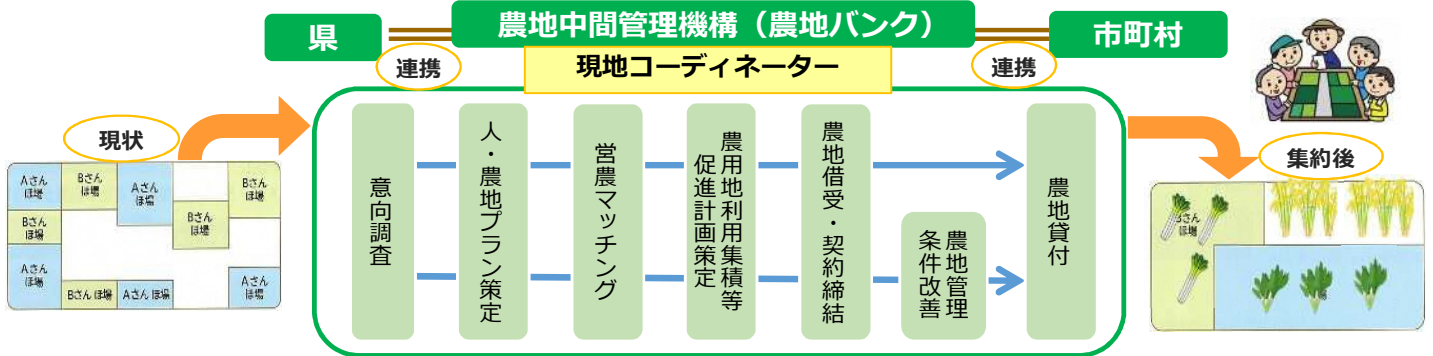 県
農地中間管理機構（農地バンク）
市町村
連携
現地コーディネーター
連携
現状
Aさん
ほ場
Bさん
ほ場
Aさん
ほ場
Bさん
ほ場
Bさん
ほ場
Bさん
ほ場
Aさん
ほ場
Bさん ほ場
Aさん ほ場
Aさん
ほ場
意向調査
人・農地プラン策定
営農マッチング
農用地利用集積等
促進計画策定
農地借受・契約締結
農地管理
条件改善
農地貸付
集約後
Bさん
ほ場